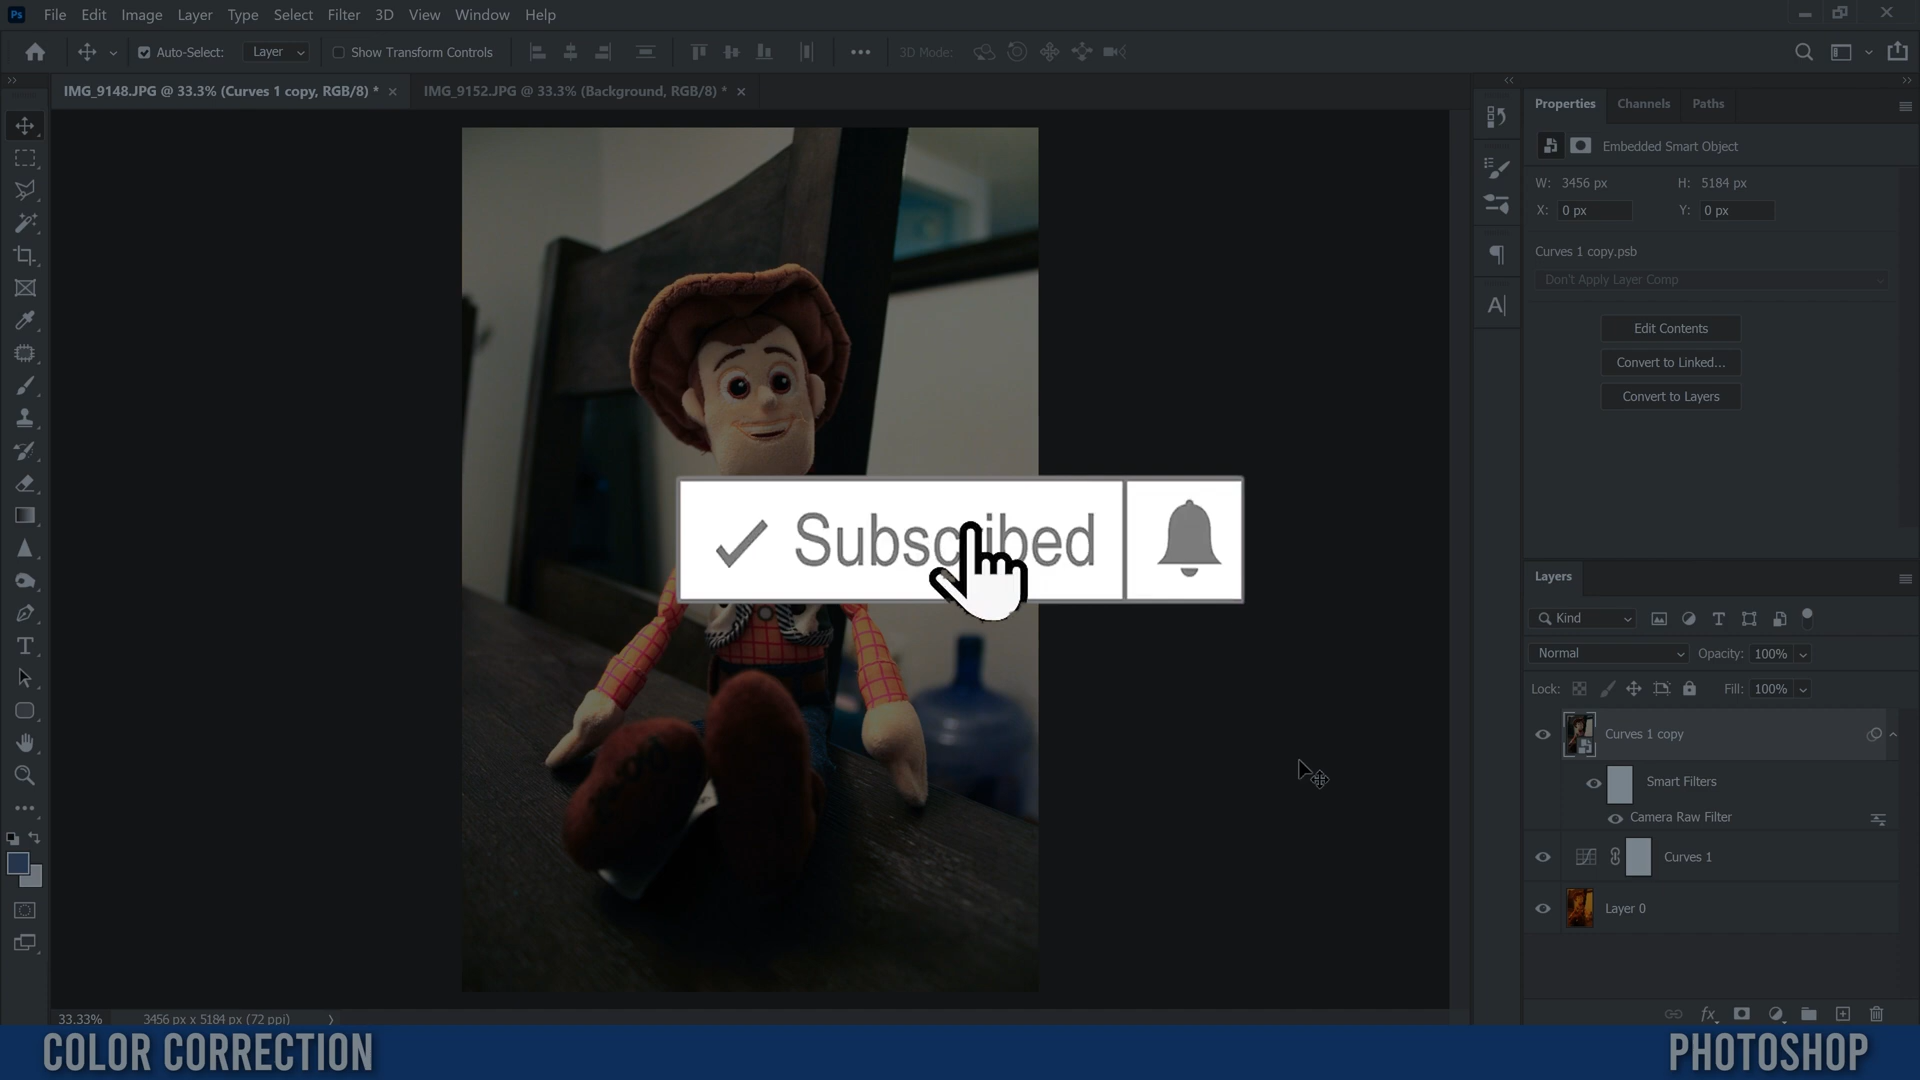 Ps File Edit Image Layer Type Select Filter 3D View Window Help
Auto-Select: Layer Show Transform Controls 3D Mode:
IMG_9148.JPG @ 33.3% (Curves 1 copy, RGB/8) *
IMG_9152.JPG @ 33.3% (Background, RGB/8) *
Properties Channels Paths
Embedded Smart Object
W: 3456 px H: 5184 px
X: 0 px Y: 0 px
Curves 1 copy.psb
Don't Apply Layer Comp
Edit Contents
Convert to Linked...
Convert to Layers
Subscribed
Layers
Kind
Normal Opacity: 100%
Lock: Fill: 100%
Curves 1 copy
Smart Filters
Camera Raw Filter
Curves 1
Layer 0
33.33% 3456 px x 5184 px (72 ppi)
COLOR CORRECTION
PHOTOSHOP